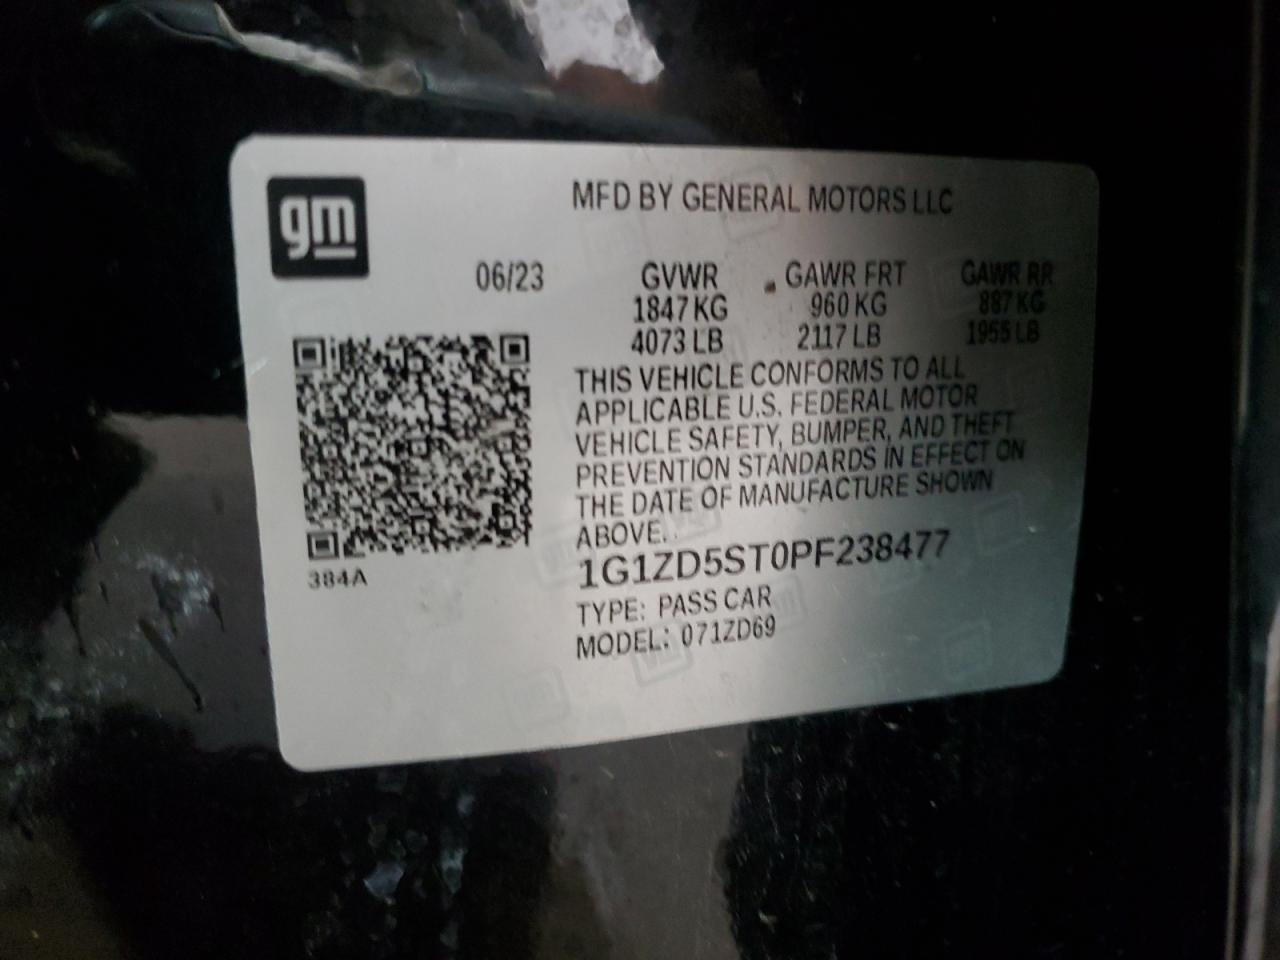 gm
MFD BY GENERAL MOTORS LLC
06/23 GVWR GAWR FRT GAWR RR
1847 KG 960 KG 887 KG
4073 LB 2117 LB 1955 LB
THIS VEHICLE CONFORMS TO ALL
APPLICABLE U.S. FEDERAL MOTOR
VEHICLE SAFETY, BUMPER, AND THEFT
PREVENTION STANDARDS IN EFFECT ON
THE DATE OF MANUFACTURE SHOWN
ABOVE.
1G1ZD5ST0PF238477
384A
TYPE: PASS CAR
MODEL: 071ZD69